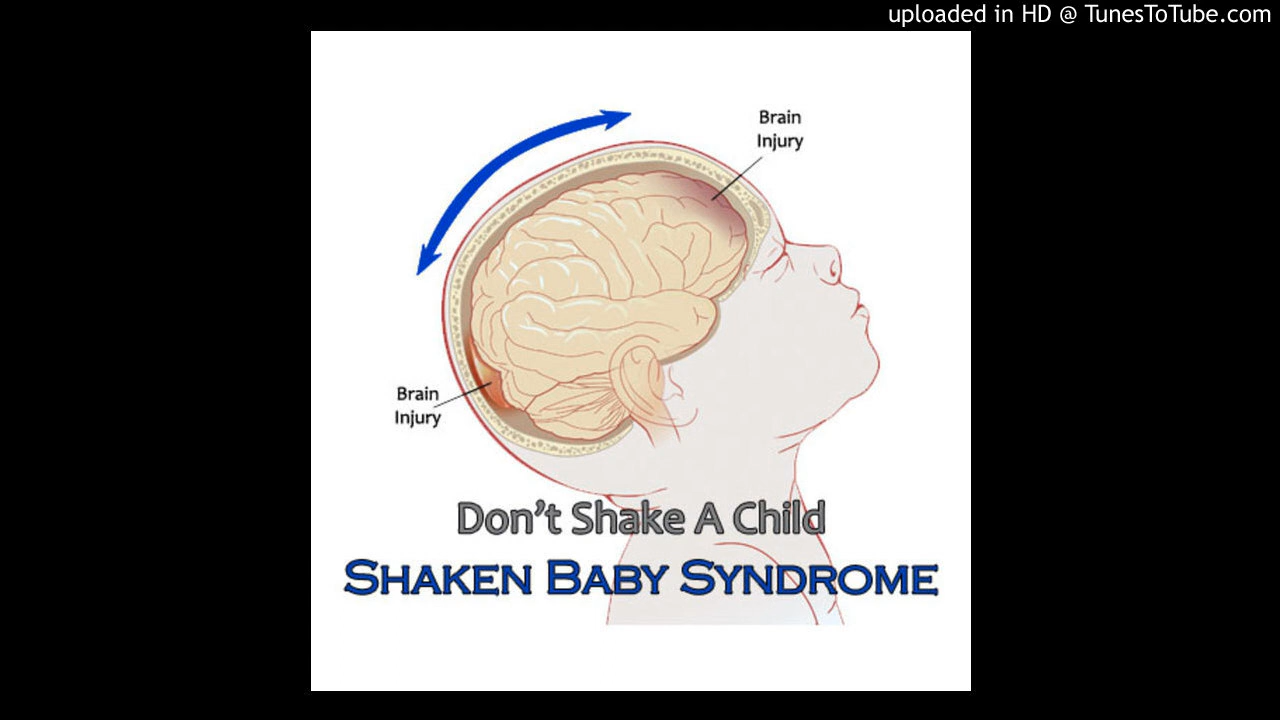 uploaded in HD @ TunesToTube.com
Brain
Injury
Brain
Injury
Don't Shake A Child
SHAKEN BABY SYNDROME